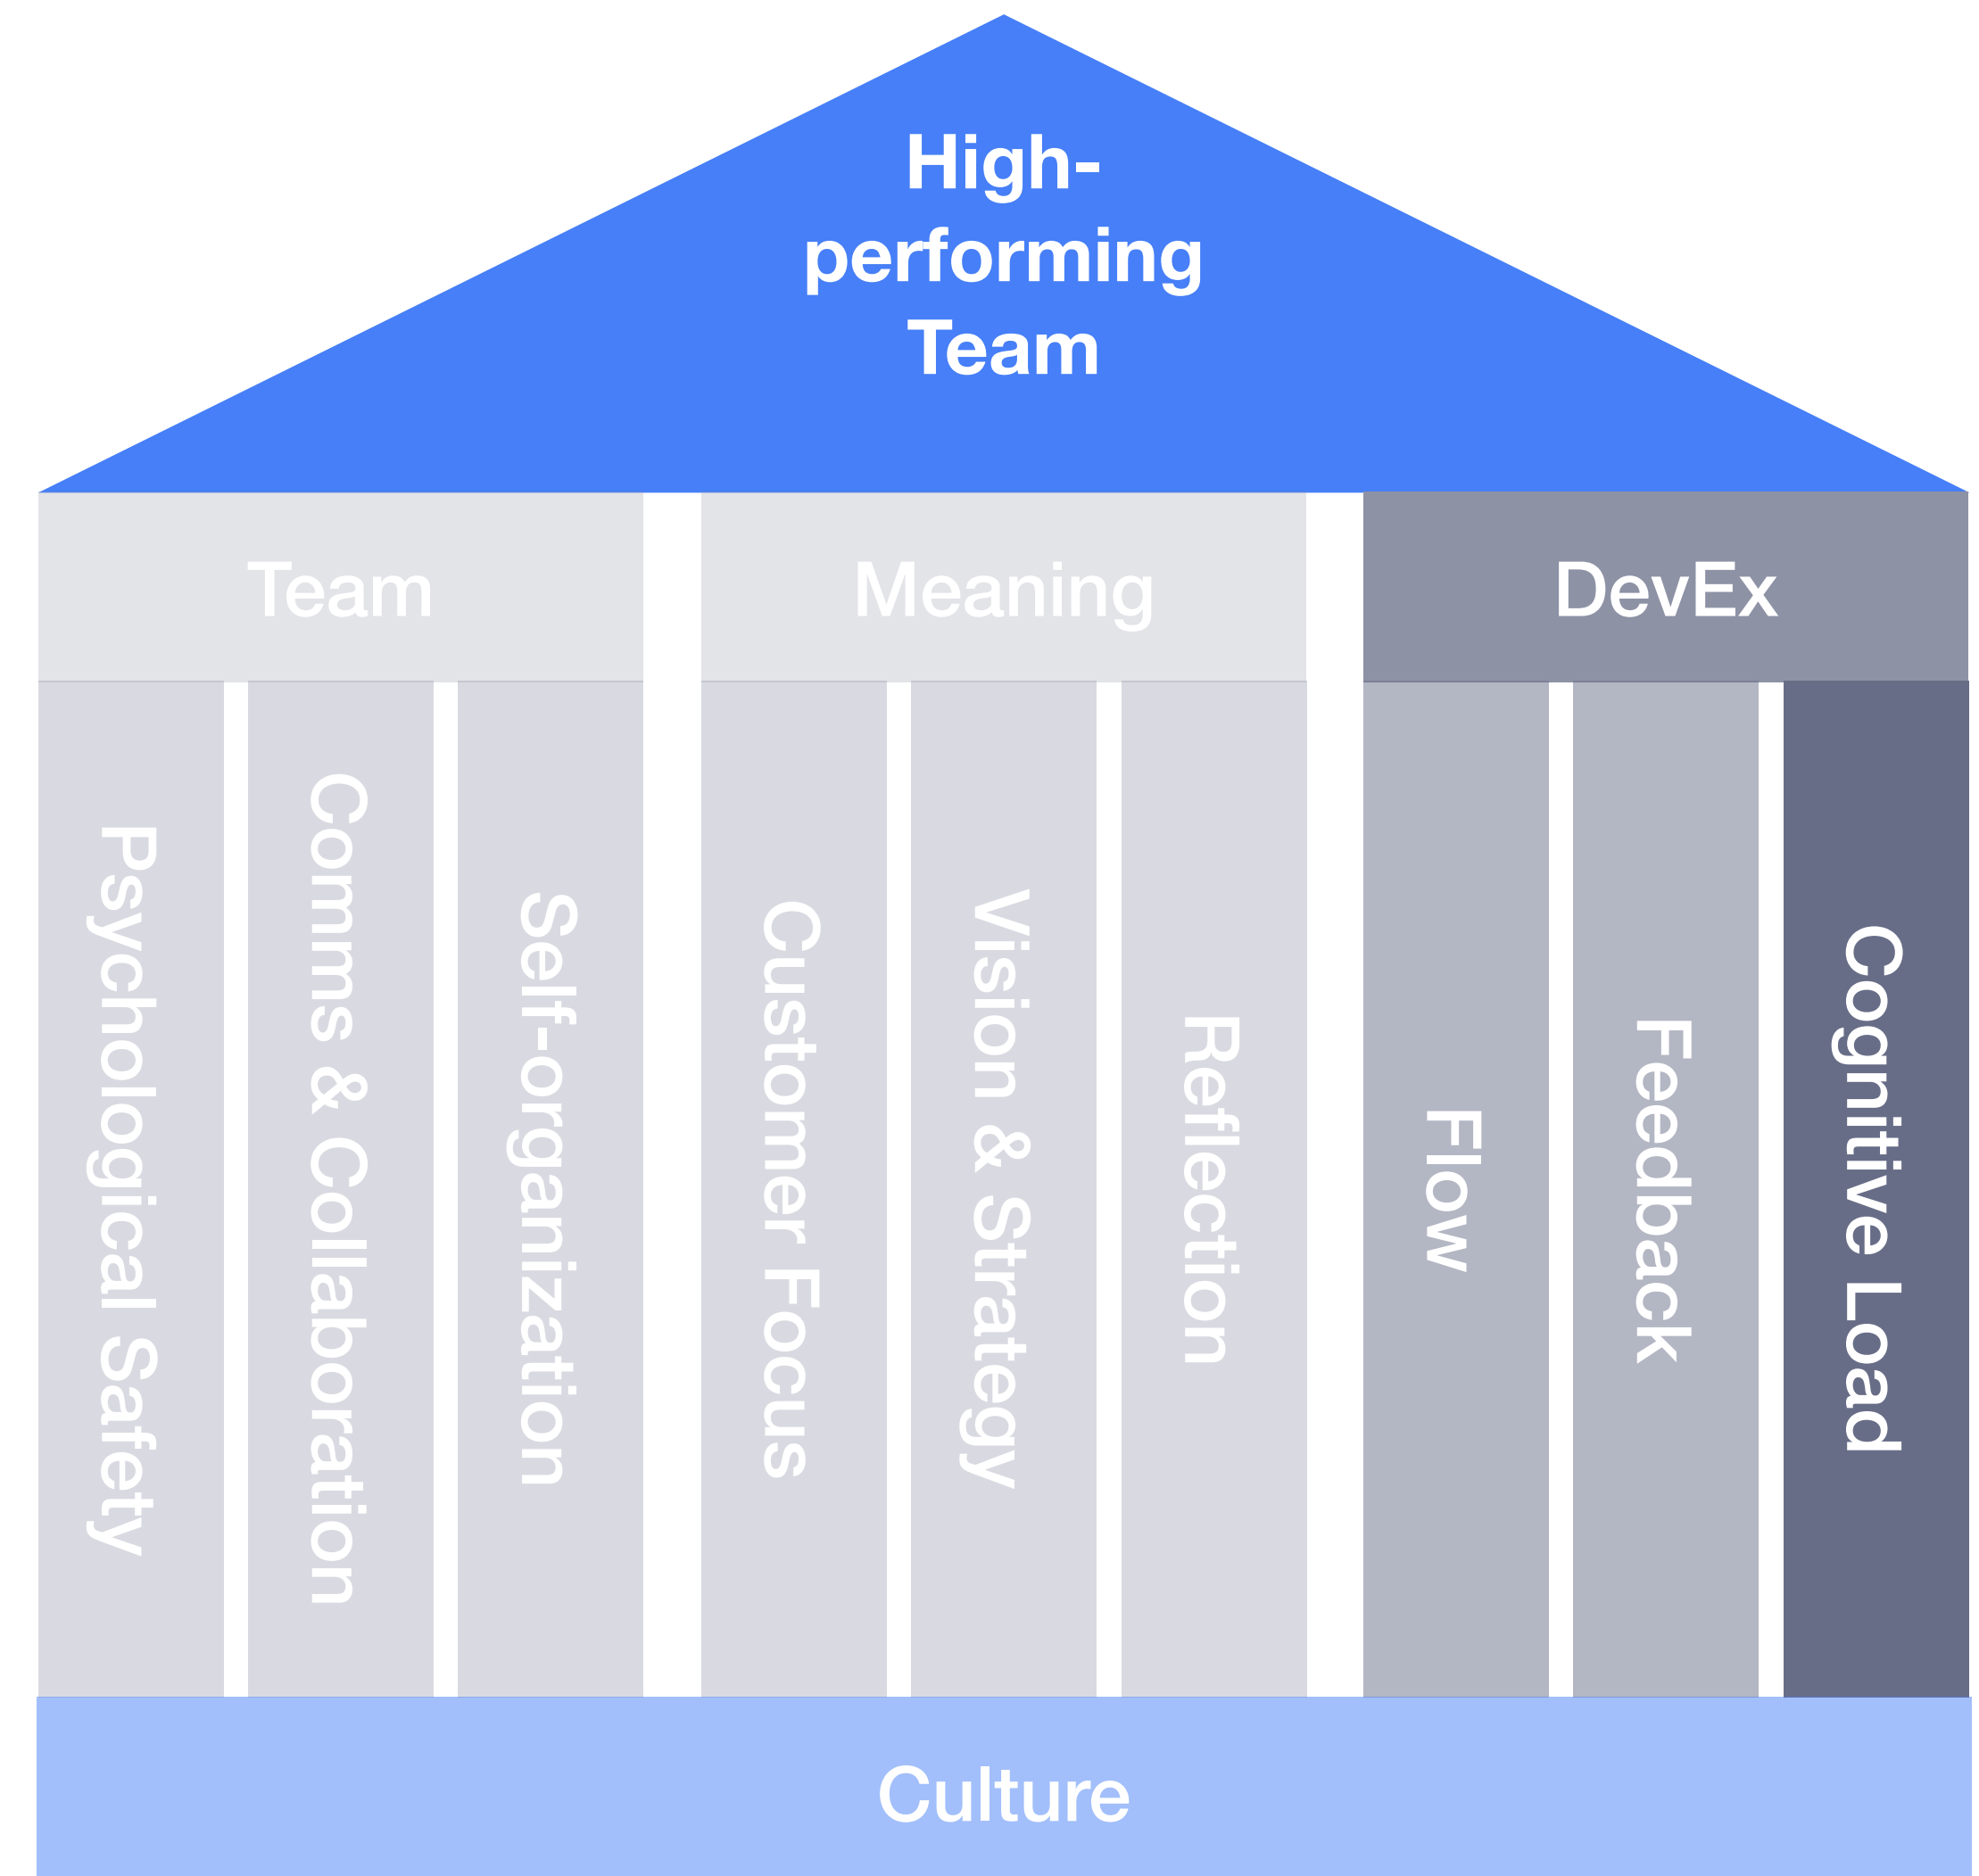 High-
performing
Team
Team
Meaning
DevEx
Psychological Safety
Comms & Collaboration
Self-organization
Customer Focus
Vision & Strategy
Reflection
Flow
Feedback
Cognitive Load
Culture